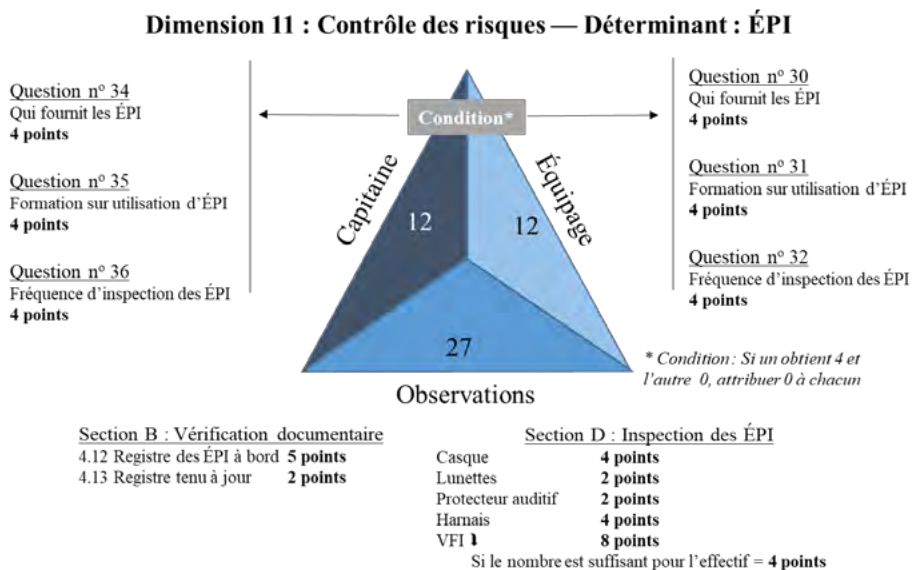 Dimension 11 : Contrôle des risques — Déterminant : ÉPI
Question nº 34
Qui fournit les ÉPI
4 points
Question nº 35
Formation sur utilisation d’ÉPI
4 points
Question nº 36
Fréquence d’inspection des ÉPI
4 points
Condition*
Capitaine
12
Équipage
12
27
Observations
Question nº 30
Qui fournit les ÉPI
4 points
Question nº 31
Formation sur utilisation d’ÉPI
4 points
Question nº 32
Fréquence d’inspection des ÉPI
4 points
* Condition : Si un obtient 4 et
l’autre 0, attribuer 0 à chacun
Section B : Vérification documentaire
4.12 Registre des ÉPI à bord 5 points
4.13 Registre tenu à jour 2 points
Section D : Inspection des ÉPI
Casque 4 points
Lunettes 2 points
Protecteur auditif 2 points
Harnais 4 points
VFI 8 points
Si le nombre est suffisant pour l’effectif = 4 points